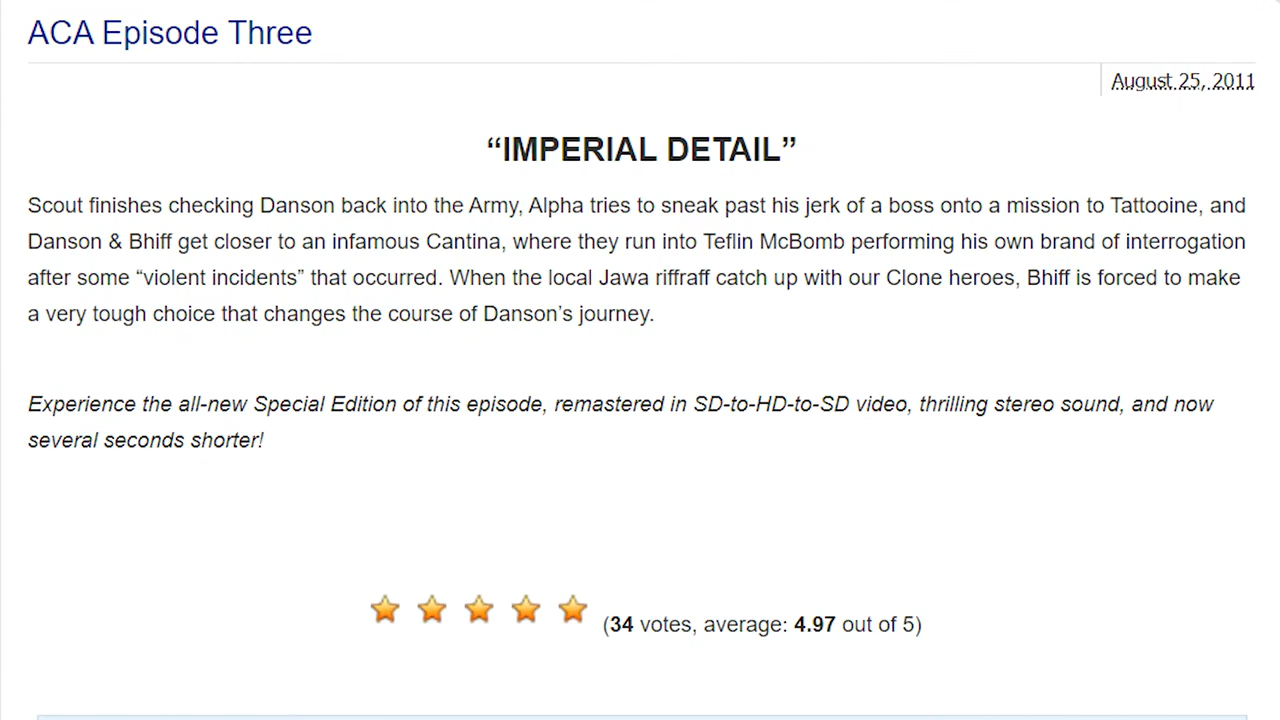 ACA Episode Three
August 25, 2011
“IMPERIAL DETAIL”
Scout finishes checking Danson back into the Army, Alpha tries to sneak past his jerk of a boss onto a mission to Tattooine, and
Danson & Bhiff get closer to an infamous Cantina, where they run into Teflin McBomb performing his own brand of interrogation
after some “violent incidents” that occurred. When the local Jawa riffraff catch up with our Clone heroes, Bhiff is forced to make
a very tough choice that changes the course of Danson’s journey.
Experience the all-new Special Edition of this episode, remastered in SD-to-HD-to-SD video, thrilling stereo sound, and now
several seconds shorter!
(34 votes, average: 4.97 out of 5)